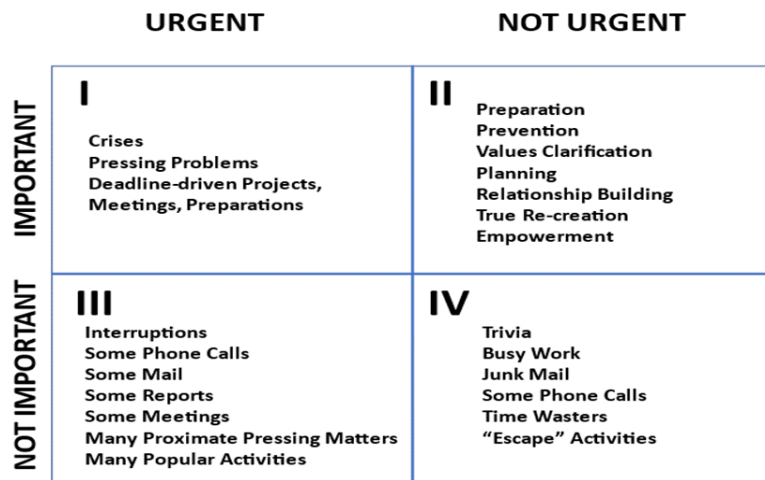 URGENT
NOT URGENT
IMPORTANT
I
Crises
Pressing Problems
Deadline-driven Projects,
Meetings, Preparations
II
Preparation
Prevention
Values Clarification
Planning
Relationship Building
True Re-creation
Empowerment
NOT IMPORTANT
III
Interruptions
Some Phone Calls
Some Mail
Some Reports
Some Meetings
Many Proximate Pressing Matters
Many Popular Activities
IV
Trivia
Busy Work
Junk Mail
Some Phone Calls
Time Wasters
“Escape” Activities